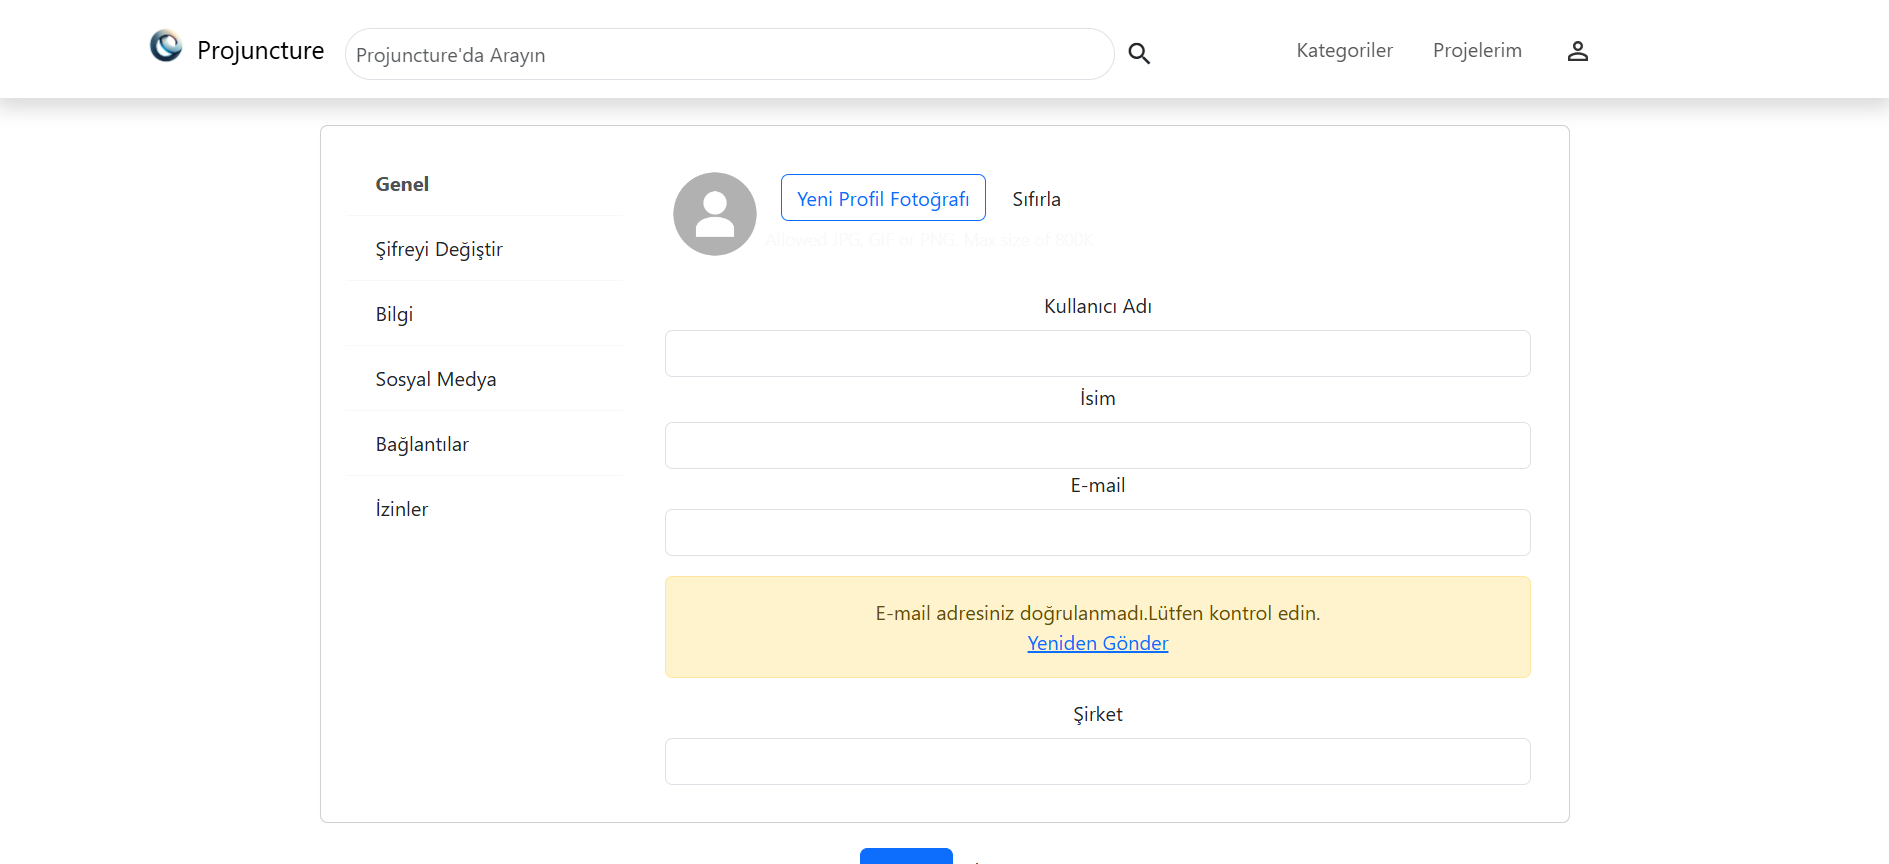 Projuncture
Projuncture'da Arayın
Kategoriler
Projelerim
Genel
Şifreyi Değiştir
Bilgi
Sosyal Medya
Bağlantılar
İzinler
Yeni Profil Fotoğrafı
Sıfırla
Allowed JPG, GIF or PNG. Max size of 800K
Kullanıcı Adı
İsim
E-mail
E-mail adresiniz doğrulanmadı.Lütfen kontrol edin.
Yeniden Gönder
Şirket